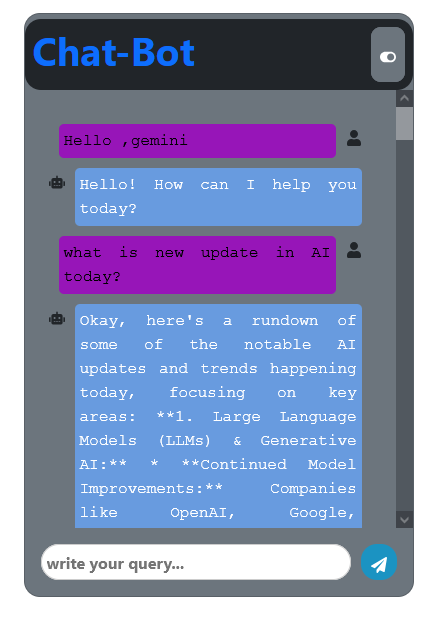 Chat-Bot
Hello ,gemini
Hello! How can I help you
today?
what is new update in AI
today?
Okay, here's a rundown of
some of the notable AI
updates and trends happening
today, focusing on key
areas: **1. Large Language
Models (LLMs) & Generative
AI:** * **Continued Model
Improvements:** Companies
like OpenAI, Google,
write your query...